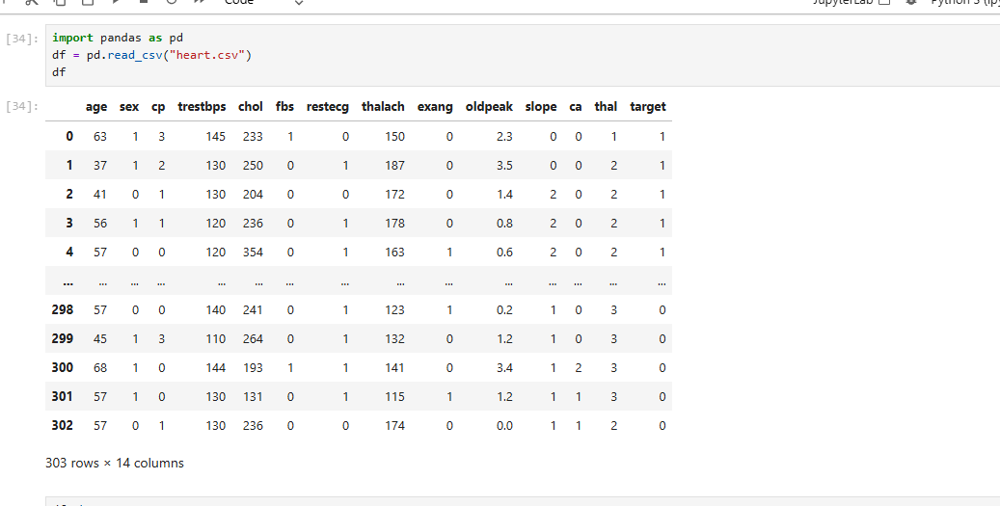 Code JupyterLab Python 3 (ip
[34]: import pandas as pd
df = pd.read_csv("heart.csv")
df
[34]: age sex cp trestbps chol fbs restecg thalach exang oldpeak slope ca thal target
0 63 1 3 145 233 1 0 150 0 2.3 0 0 1 1
1 37 1 2 130 250 0 1 187 0 3.5 0 0 2 1
2 41 0 1 130 204 0 0 172 0 1.4 2 0 2 1
3 56 1 1 120 236 0 1 178 0 0.8 2 0 2 1
4 57 0 0 120 354 0 1 163 1 0.6 2 0 2 1
... ... ... ... ... ... ... ... ... ... ... ... ... ... ...
298 57 0 0 140 241 0 1 123 1 0.2 1 0 3 0
299 45 1 3 110 264 0 1 132 0 1.2 1 0 3 0
300 68 1 0 144 193 1 1 141 0 3.4 1 2 3 0
301 57 1 0 130 131 0 1 115 1 1.2 1 1 3 0
302 57 0 1 130 236 0 0 174 0 0.0 1 1 2 0
303 rows × 14 columns